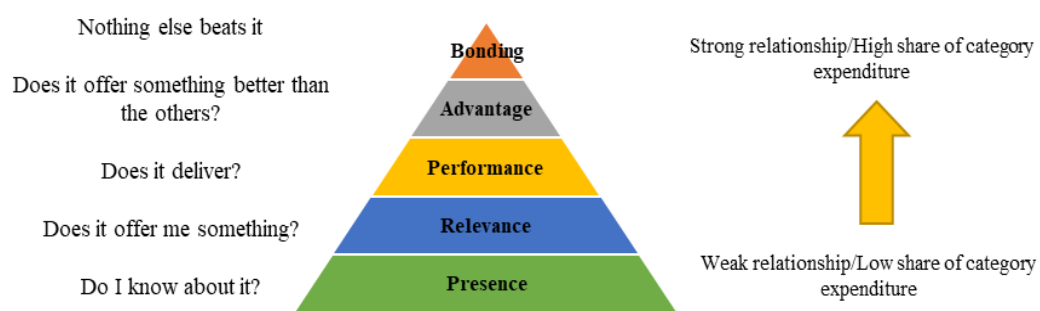 Nothing else beats it
Bonding
Strong relationship/High share of category
expenditure
Does it offer something better than
the others?
Advantage
Does it deliver?
Performance
Does it offer me something?
Relevance
Weak relationship/Low share of category
expenditure
Do I know about it?
Presence